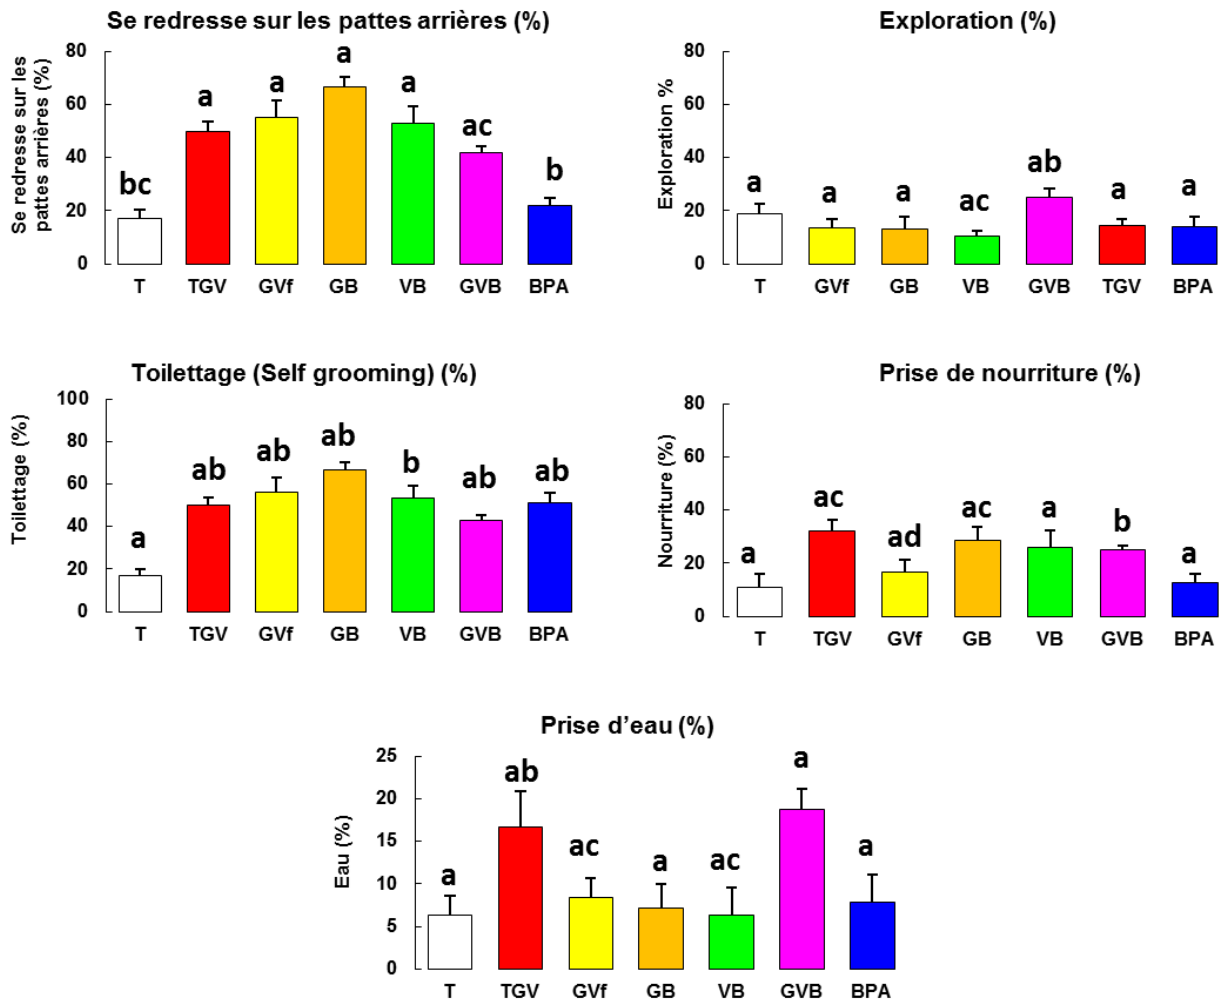 Se redresse sur les pattes arrières (%)
Se redresse sur les
pattes arrières (%)
80
60
40
20
0
bc
a
a
a
a
ac
b
T TGV GVf GB VB GVB BPA
Exploration (%)
Exploration %
80
60
40
20
0
a
a
a
ac
ab
a
a
T GVf GB VB GVB TGV BPA
Toilettage (Self grooming) (%)
Toilettage (%)
100
80
60
40
20
0
a
ab
ab
ab
b
ab
ab
T TGV GVf GB VB GVB BPA
Prise de nourriture (%)
Nourriture (%)
80
60
40
20
0
a
ac
ad
ac
a
b
a
T TGV GVf GB VB GVB BPA
Prise d’eau (%)
Eau (%)
25
20
15
10
5
0
a
ab
ac
a
ac
a
a
T TGV GVf GB VB GVB BPA